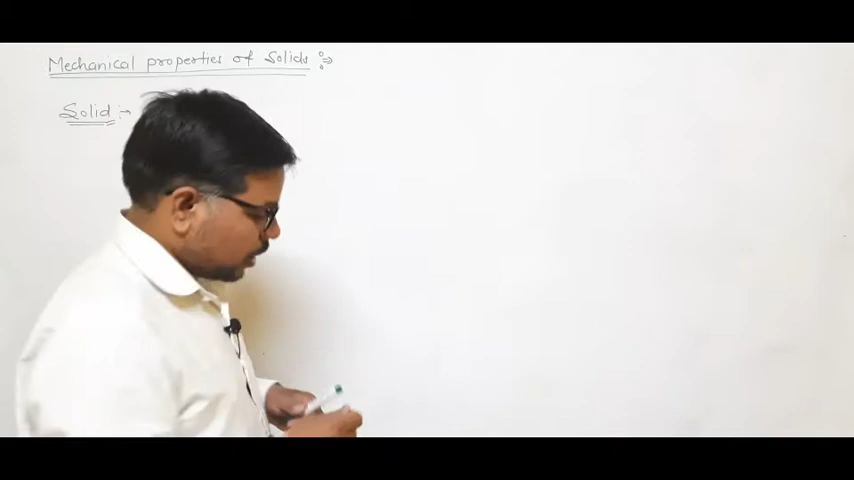 Mechanical properties of Solids :⇒
Solid :→